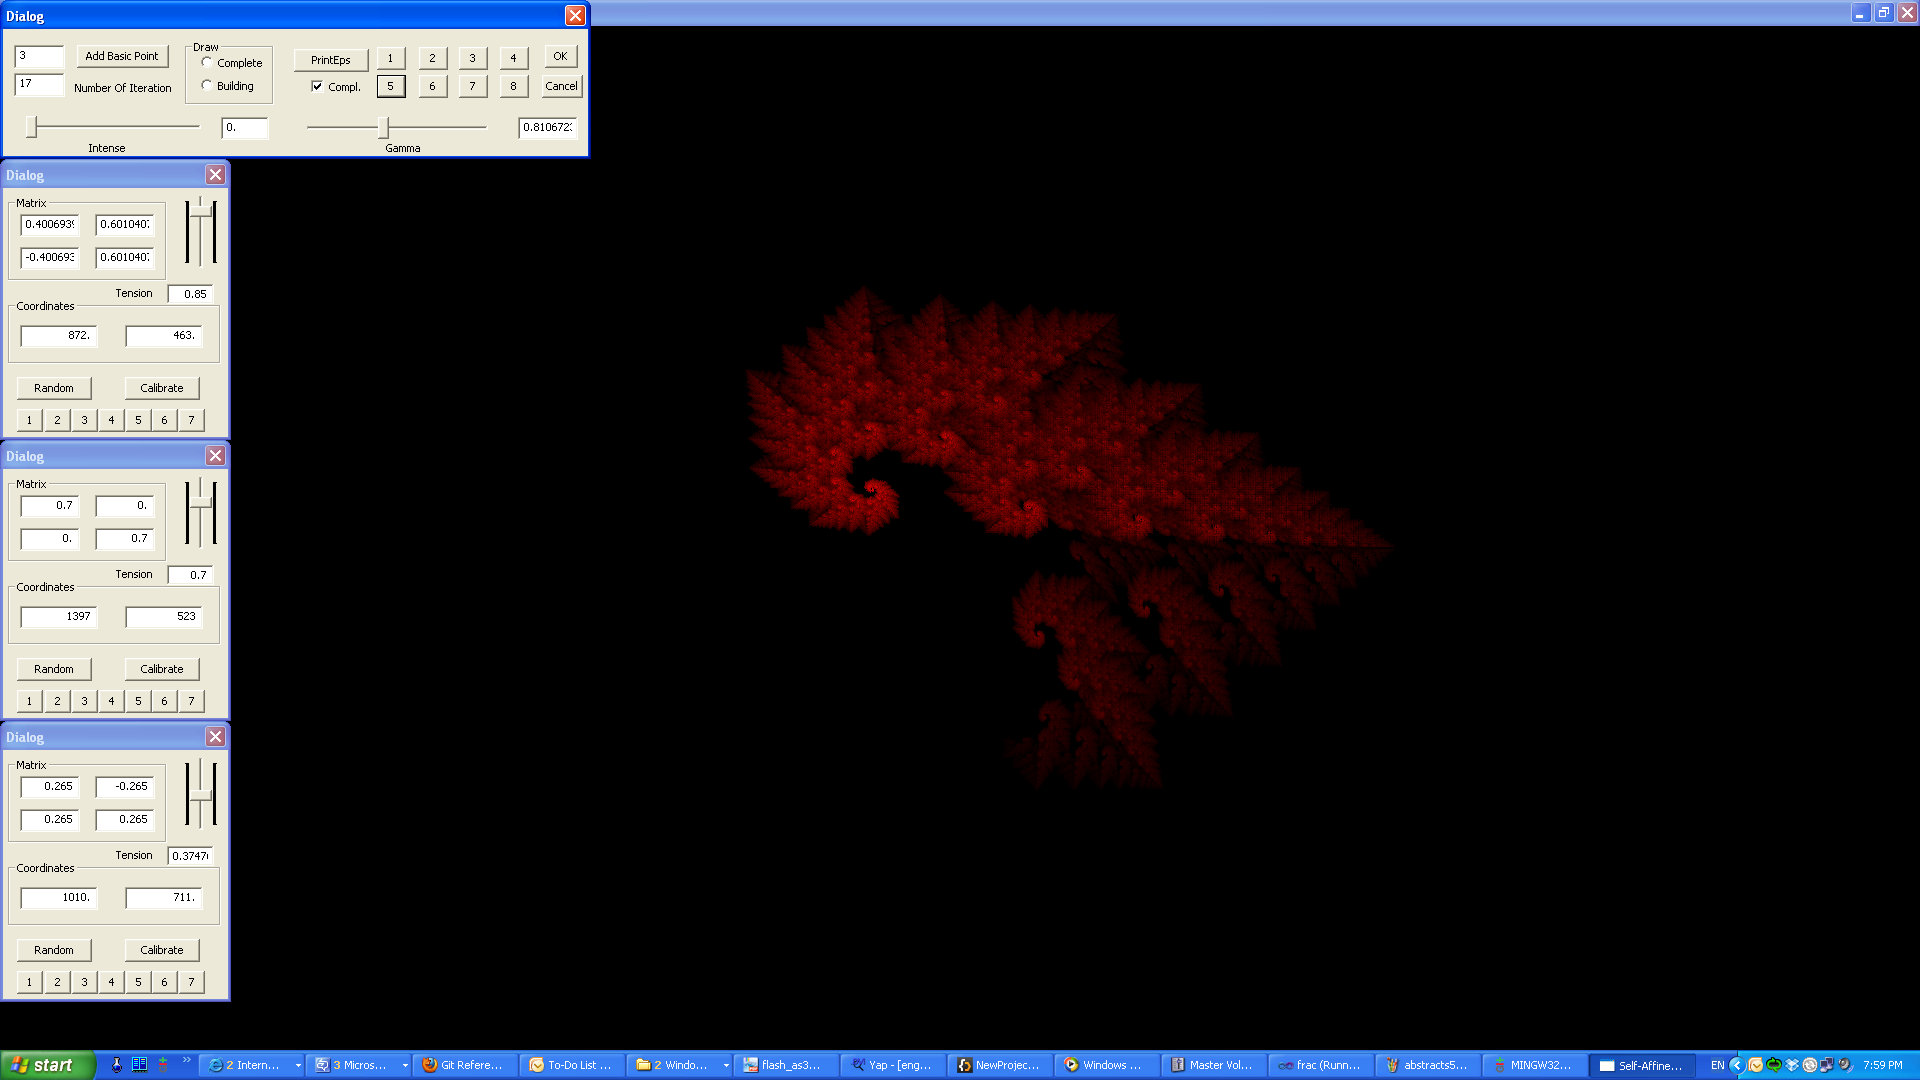 Dialog
3 Add Basic Point Draw Complete PrintEps 1 2 3 4 OK
17 Number Of Iteration Building Compl. 5 6 7 8 Cancel
0. 0.810672
Intense Gamma
Dialog
Matrix
0.4006939 0.601040
-0.400693 0.601040
Tension 0.85
Coordinates
872. 463.
Random Calibrate
1 2 3 4 5 6 7
Dialog
Matrix
0.7 0.
0. 0.7
Tension 0.7
Coordinates
1397 523
Random Calibrate
1 2 3 4 5 6 7
Dialog
Matrix
0.265 -0.265
0.265 0.265
Tension 0.374
Coordinates
1010. 711.
Random Calibrate
1 2 3 4 5 6 7
start 2 Intern... 3 Micros... Git Refere... To-Do List ... 2 Windo... flash_as3... Yap - [eng... NewProjec... Windows ... Master Vol... frac (Runn... abstracts5... MINGW32... Self-Affine... EN 7:59 PM